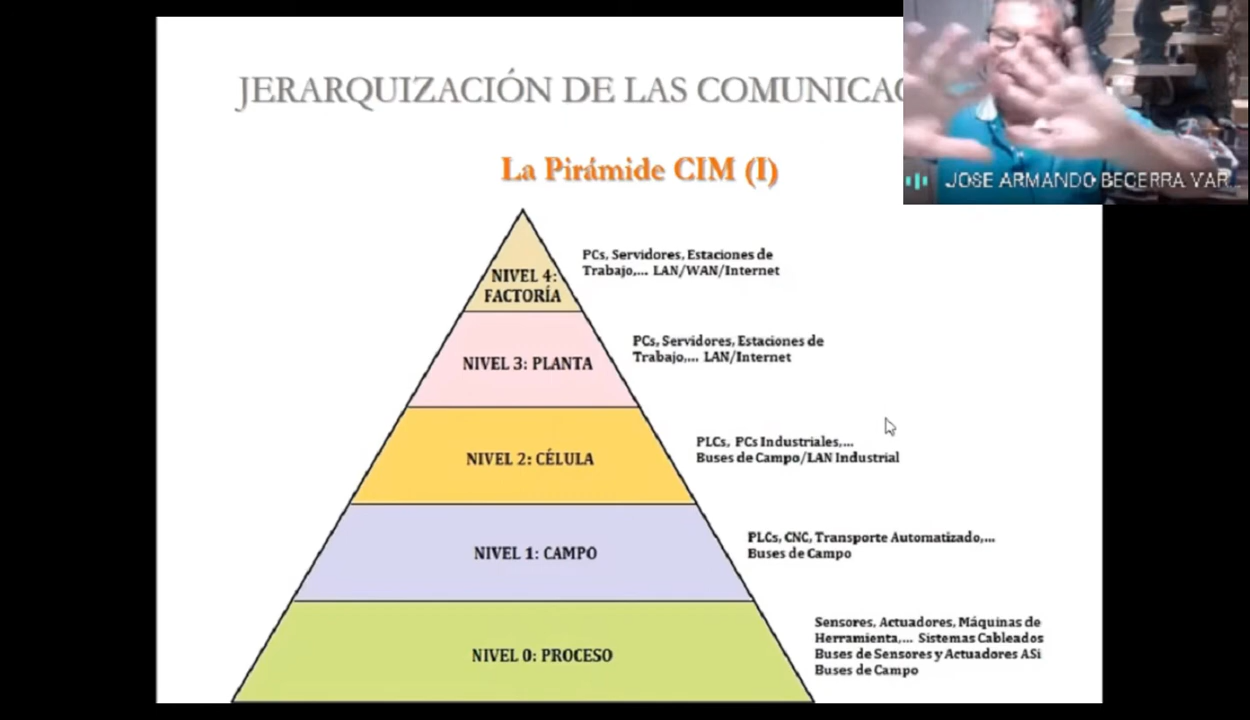 JERARQUIZACIÓN DE LAS COMUNICAC
La Pirámide CIM (I)
JOSE ARMANDO BECERRA VAR...
NIVEL 4:
FACTORÍA
PCs, Servidores, Estaciones de
Trabajo,... LAN/WAN/Internet
NIVEL 3: PLANTA
PCs, Servidores, Estaciones de
Trabajo,... LAN/Internet
NIVEL 2: CÉLULA
PLCs, PCs Industriales,...
Buses de Campo/LAN Industrial
NIVEL 1: CAMPO
PLCs, CNC, Transporte Automatizado,...
Buses de Campo
NIVEL 0: PROCESO
Sensores, Actuadores, Máquinas de
Herramienta,... Sistemas Cableados
Buses de Sensores y Actuadores ASi
Buses de Campo